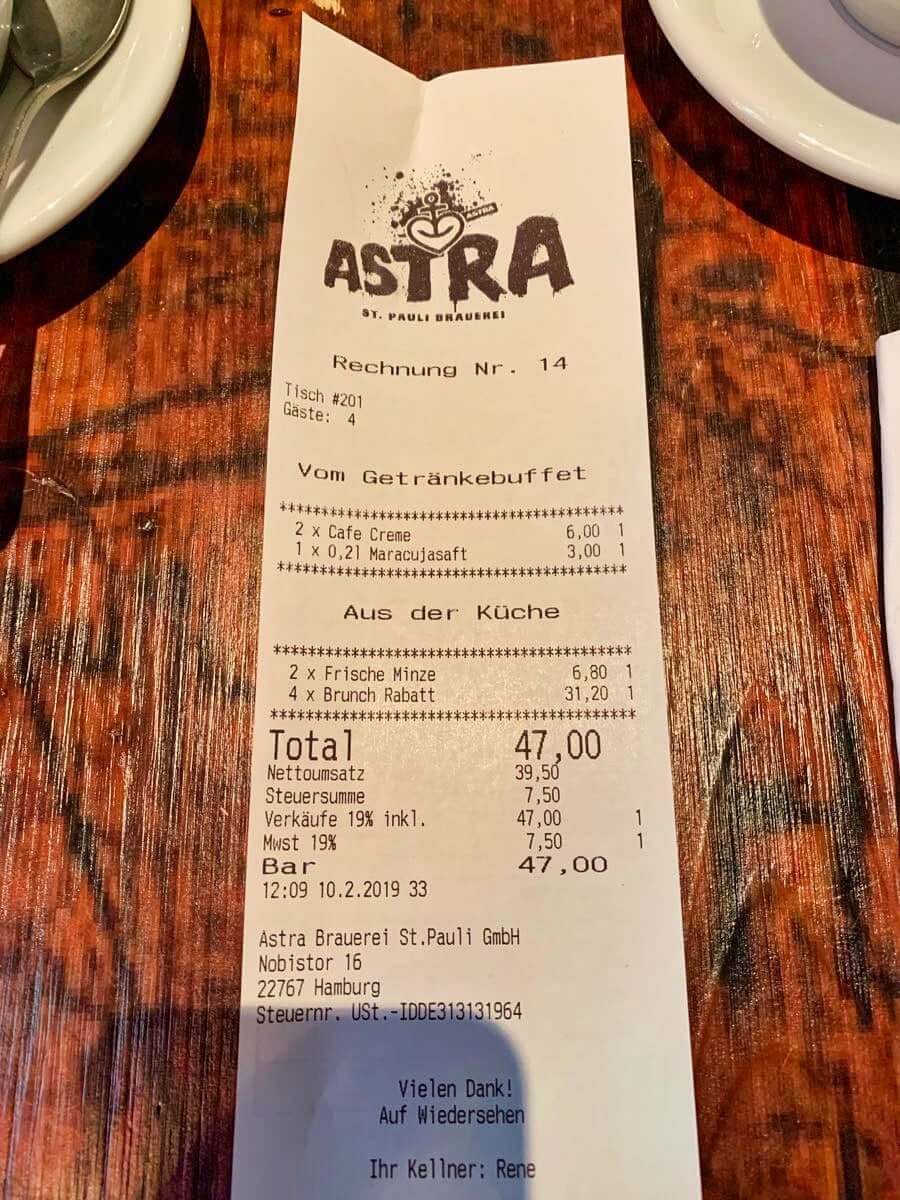 ASTRA
ASTRA
ST. PAULI BRAUEREI
Rechnung Nr. 14
Tisch #201
Gäste: 4
Vom Getränkebuffet
***************************************
2 x Cafe Creme 6,00 1
1 x 0,2l Maracujasaft 3,00 1
***************************************
Aus der Küche
***************************************
2 x Frische Minze 6,80 1
4 x Brunch Rabatt 31,20 1
***************************************
Total 47,00
Nettoumsatz 39,50
Steuersumme 7,50
Verkäufe 19% inkl. 47,00 1
Mwst 19% 7,50 1
Bar 47,00
12:09 10.2.2019 33
Astra Brauerei St.Pauli GmbH
Nobistor 16
22767 Hamburg
Steuernr. USt.-IDDE313131964
Vielen Dank!
Auf Wiedersehen
Ihr Kellner: Rene